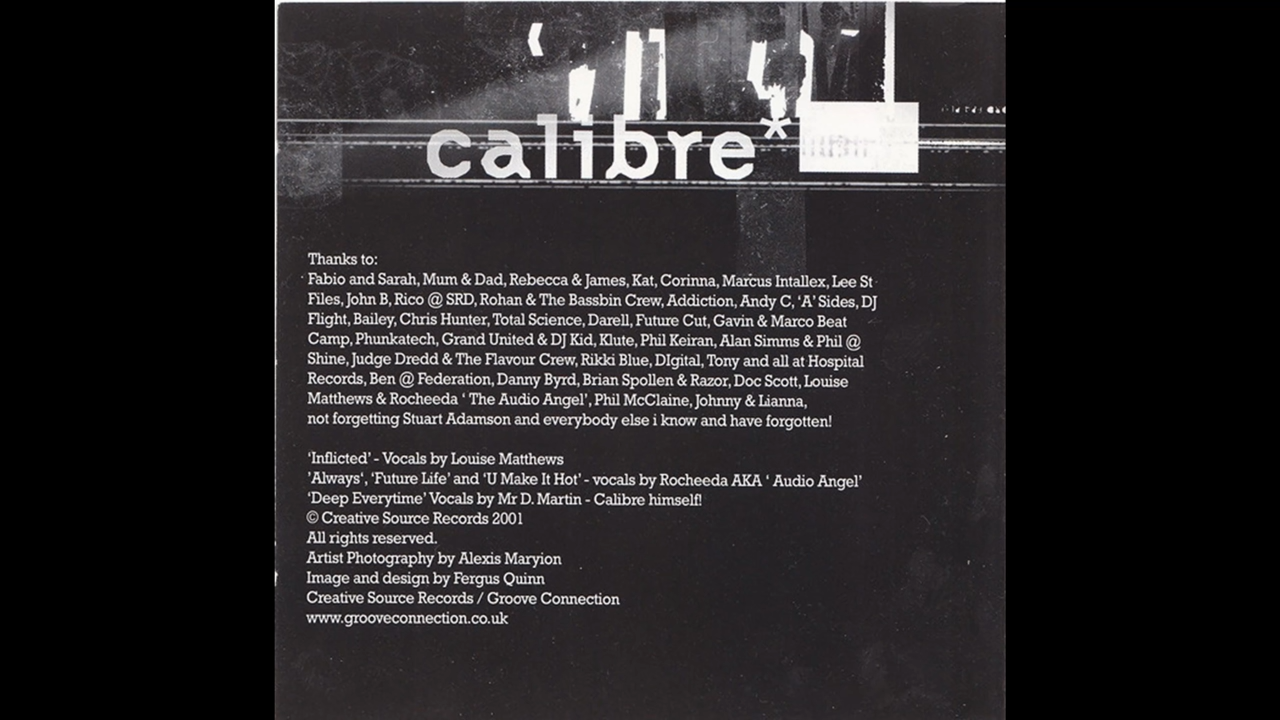 calibre*
Thanks to:
Fabio and Sarah, Mum & Dad, Rebecca & James, Kat, Corinna, Marcus Intallex, Lee St
Files, John B, Rico @ SRD, Rohan & The Bassbin Crew, Addiction, Andy C, 'A' Sides, DJ
Flight, Bailey, Chris Hunter, Total Science, Darell, Future Cut, Gavin & Marco Beat
Camp, Phunkatech, Grand United & DJ Kid, Klute, Phil Keiran, Alan Simms & Phil @
Shine, Judge Dredd & The Flavour Crew, Rikki Blue, DIgital, Tony and all at Hospital
Records, Ben @ Federation, Danny Byrd, Brian Spollen & Razor, Doc Scott, Louise
Matthews & Rocheeda ‘ The Audio Angel’, Phil McClaine, Johnny & Lianna,
not forgetting Stuart Adamson and everybody else i know and have forgotten!
‘Inflicted’ - Vocals by Louise Matthews
'Always‘, ‘Future Life’ and ‘U Make It Hot’ - vocals by Rocheeda AKA ‘ Audio Angel’
‘Deep Everytime’ Vocals by Mr D. Martin - Calibre himself!
© Creative Source Records 2001
All rights reserved.
Artist Photography by Alexis Maryion
Image and design by Fergus Quinn
Creative Source Records / Groove Connection
www.grooveconnection.co.uk